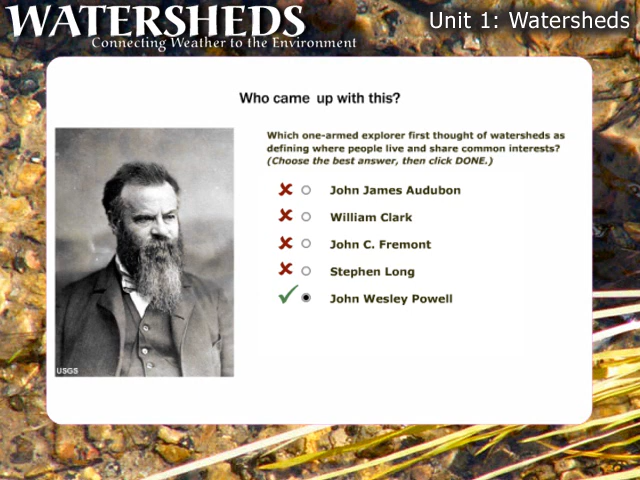 WATERSHEDS
Connecting Weather to the Environment
Unit 1: Watersheds
Who came up with this?
Which one-armed explorer first thought of watersheds as
defining where people live and share common interests?
(Choose the best answer, then click DONE.)
John James Audubon
William Clark
John C. Fremont
Stephen Long
John Wesley Powell
USGS